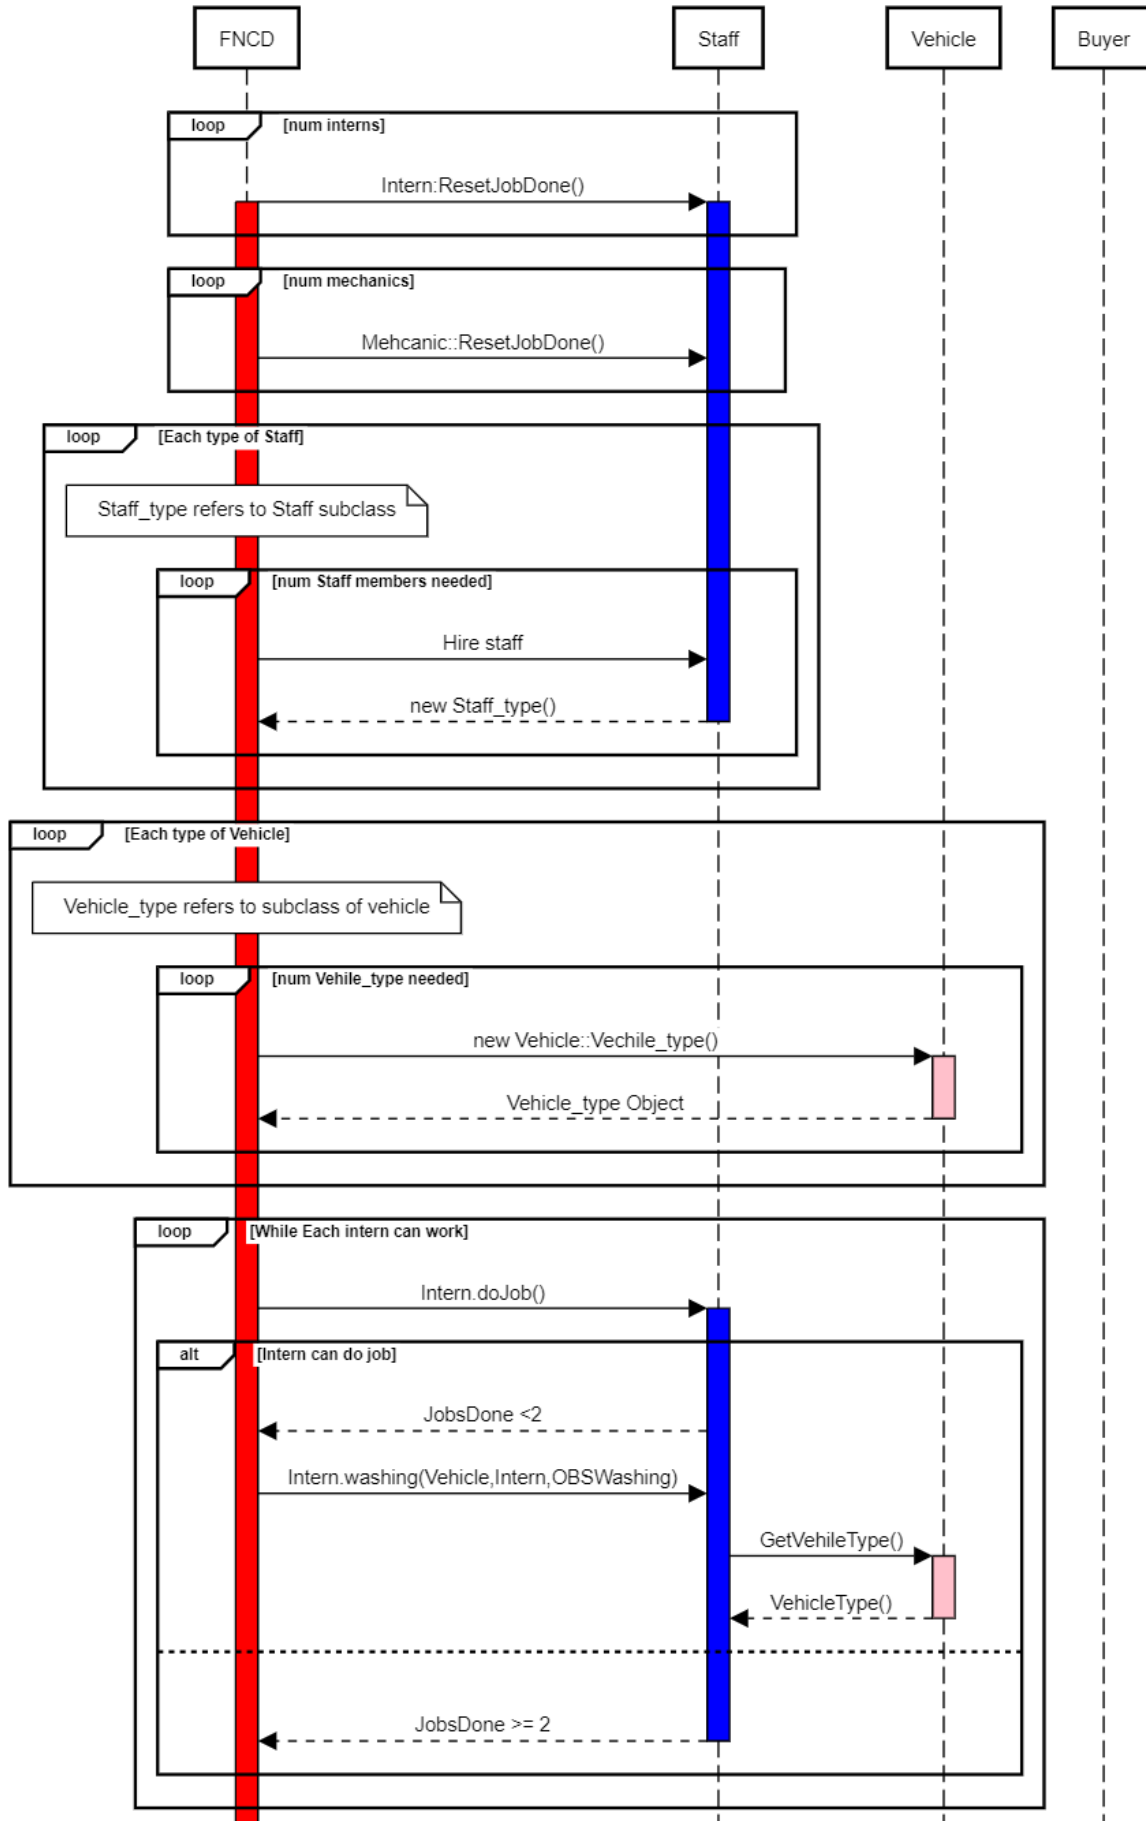 FNCD
Staff
Vehicle
Buyer
loop
[num interns]
Intern:ResetJobDone()
loop
[num mechanics]
Mehcanic::ResetJobDone()
loop
[Each type of Staff]
Staff_type refers to Staff subclass
loop
[num Staff members needed]
Hire staff
new Staff_type()
loop
[Each type of Vehicle]
Vehicle_type refers to subclass of vehicle
loop
[num Vehile_type needed]
new Vehicle::Vechile_type()
Vehicle_type Object
loop
[While Each intern can work]
Intern.doJob()
alt
[Intern can do job]
JobsDone <2
Intern.washing(Vehicle,Intern,OBSWashing)
GetVehileType()
VehicleType()
JobsDone >= 2